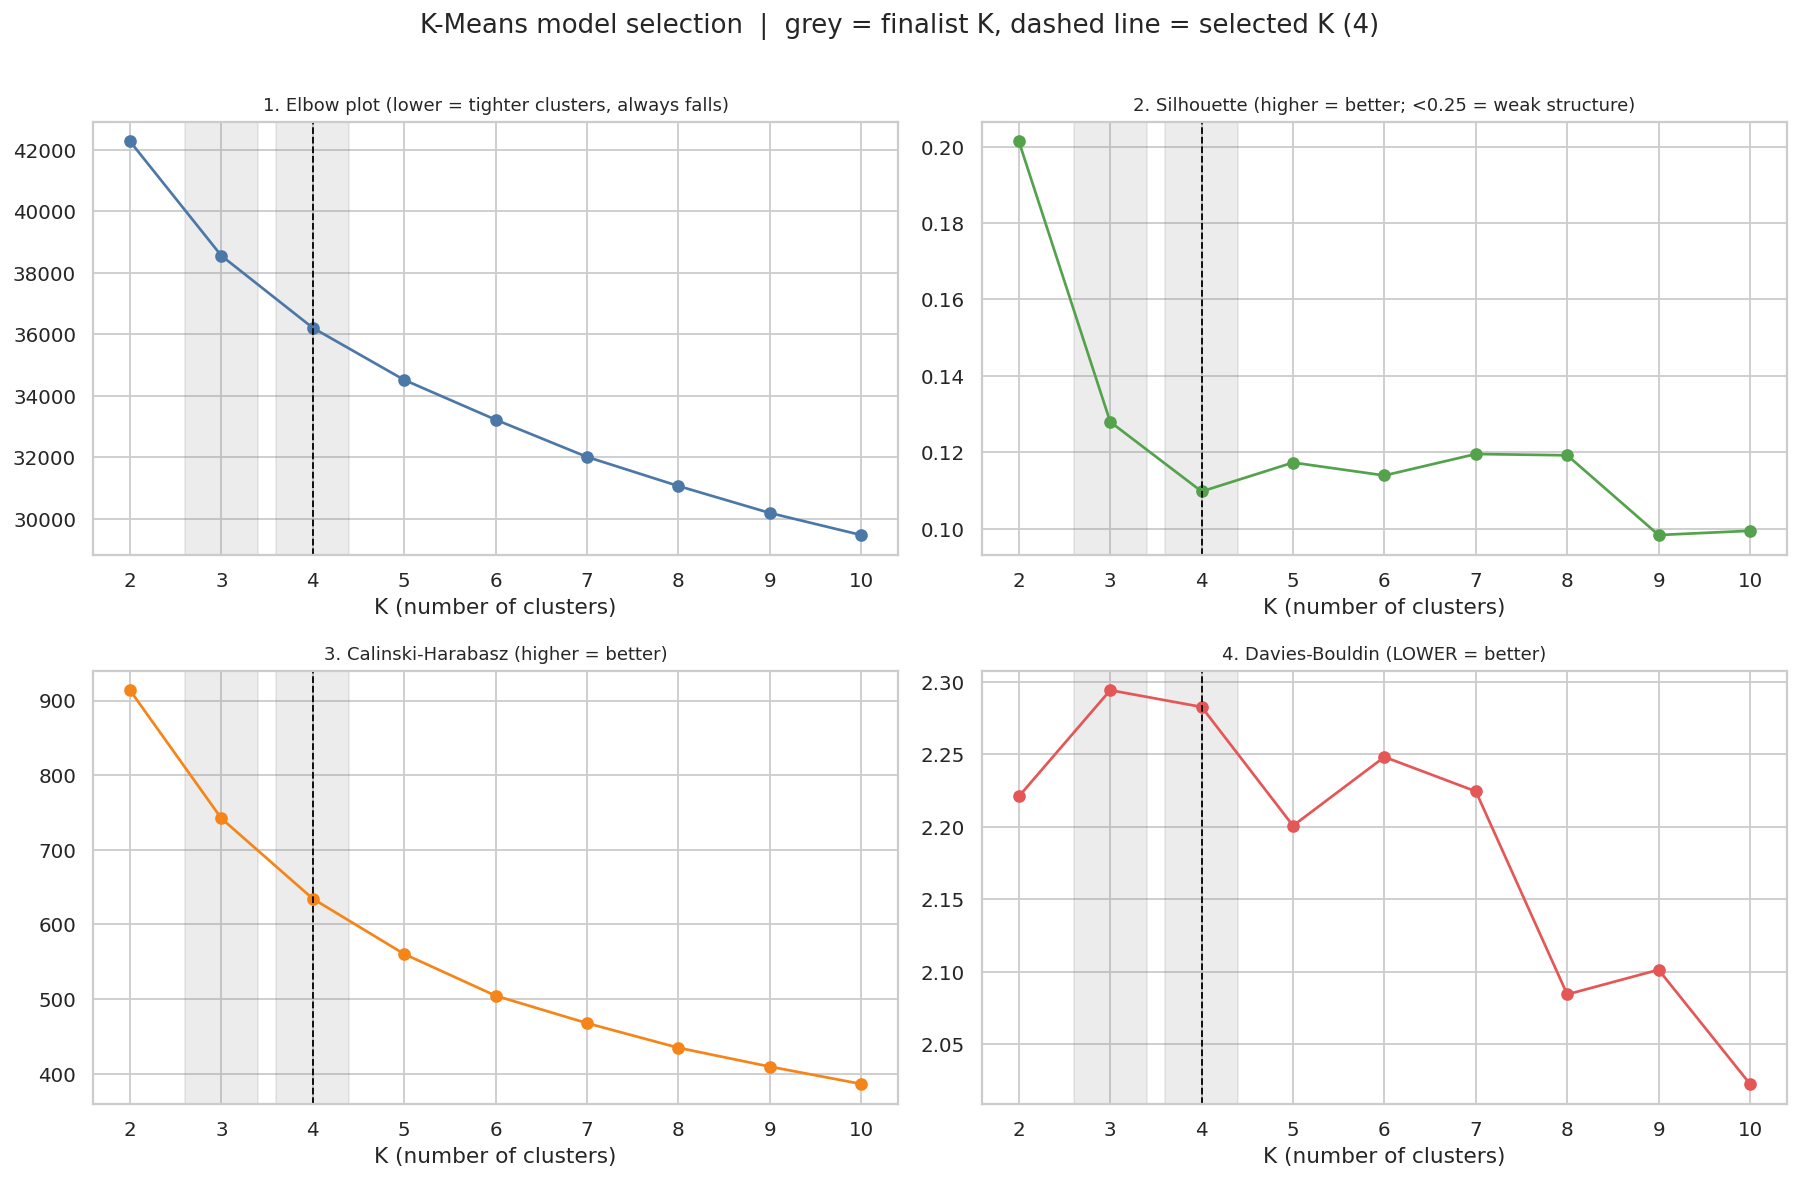 K-Means model selection | grey = finalist K, dashed line = selected K (4)
1. Elbow plot (lower = tighter clusters, always falls)
42000
40000
38000
36000
34000
32000
30000
2 3 4 5 6 7 8 9 10
K (number of clusters)
2. Silhouette (higher = better; <0.25 = weak structure)
0.20
0.18
0.16
0.14
0.12
0.10
2 3 4 5 6 7 8 9 10
K (number of clusters)
3. Calinski-Harabasz (higher = better)
900
800
700
600
500
400
2 3 4 5 6 7 8 9 10
K (number of clusters)
4. Davies-Bouldin (LOWER = better)
2.30
2.25
2.20
2.15
2.10
2.05
2 3 4 5 6 7 8 9 10
K (number of clusters)